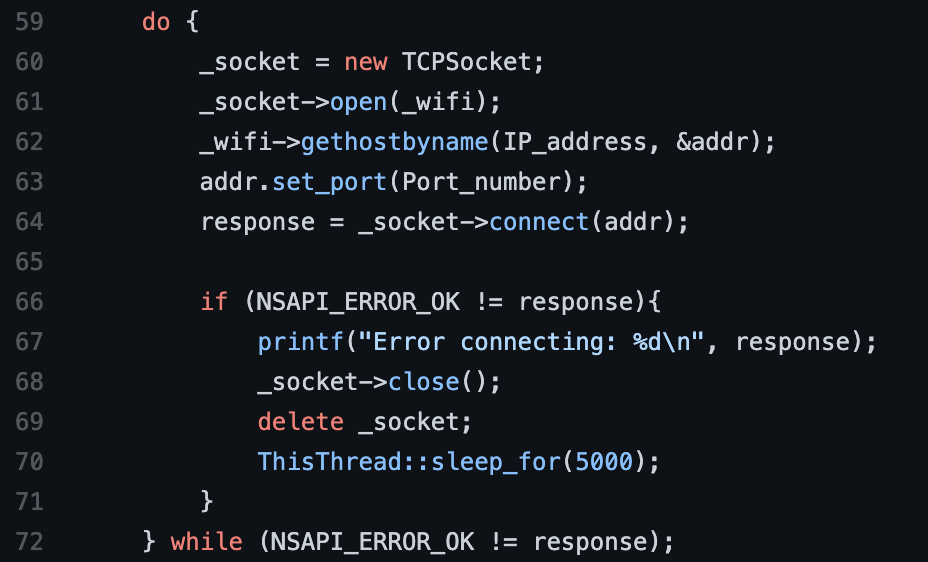 59 do {
60 _socket = new TCPSocket;
61 _socket->open(_wifi);
62 _wifi->gethostbyname(IP_address, &addr);
63 addr.set_port(Port_number);
64 response = _socket->connect(addr);
65
66 if (NSAPI_ERROR_OK != response){
67 printf("Error connecting: %d\n", response);
68 _socket->close();
69 delete _socket;
70 ThisThread::sleep_for(5000);
71 }
72 } while (NSAPI_ERROR_OK != response);